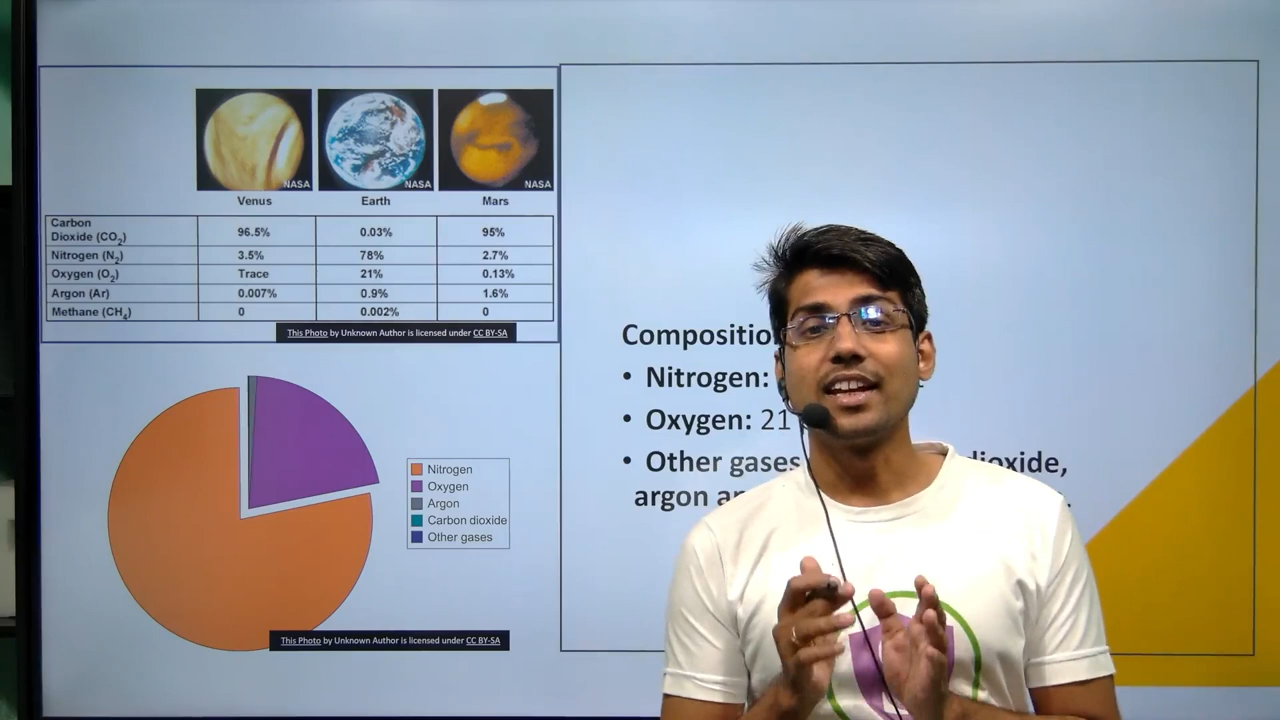 NASA NASA NASA
Venus Earth Mars
Carbon
Dioxide (CO2) 96.5% 0.03% 95%
Nitrogen (N2) 3.5% 78% 2.7%
Oxygen (O2) Trace 21% 0.13%
Argon (Ar) 0.007% 0.9% 1.6%
Methane (CH4) 0 0.002% 0
This Photo by Unknown Author is licensed under CC BY-SA
Nitrogen
Oxygen
Argon
Carbon dioxide
Other gases
This Photo by Unknown Author is licensed under CC BY-SA
• Nitrogen:
• Oxygen: 21
• Other gases
argon